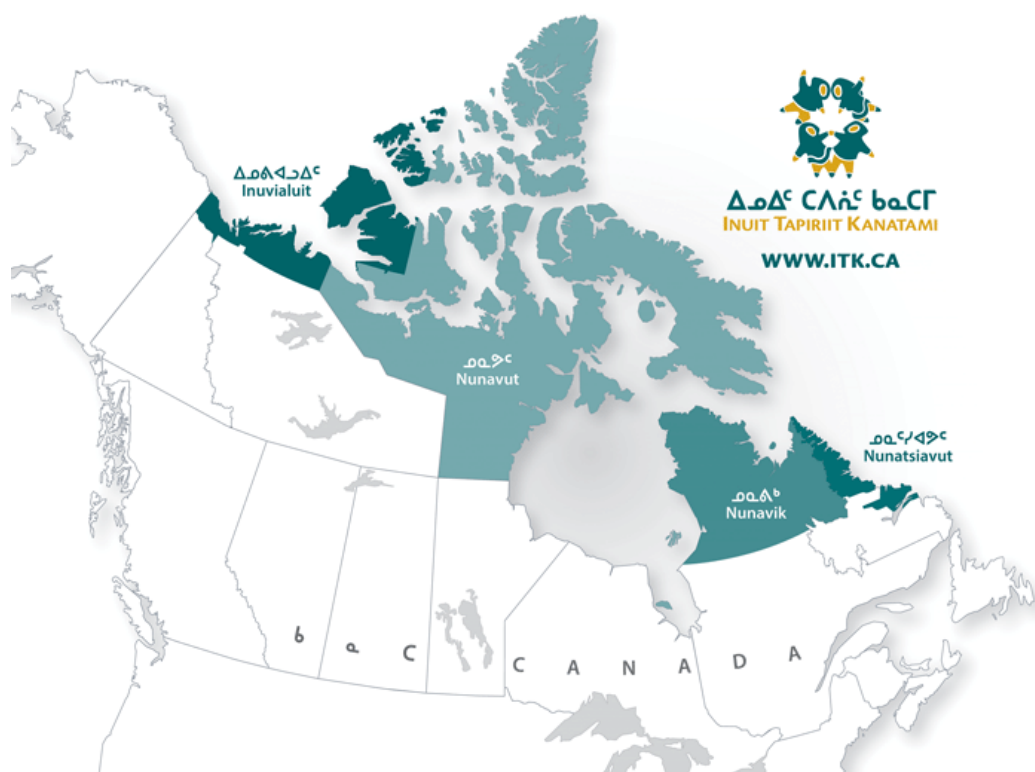 ᐃᓄᕕᐊᓗᐃᑦ
Inuvialuit
ᐃᓄᐃᑦ ᑕᐱᕇᑦ ᑲᓇᑕᒥ
INUIT TAPIRIIT KANATAMI
WWW.ITK.CA
ᓄᓇᕗᑦ
Nunavut
ᓄᓇᑦᓯᐊᕗᑦ
Nunatsiavut
ᓄᓇᕕᒃ
Nunavik
ᑲ ᓇ ᑕ C A N A D A